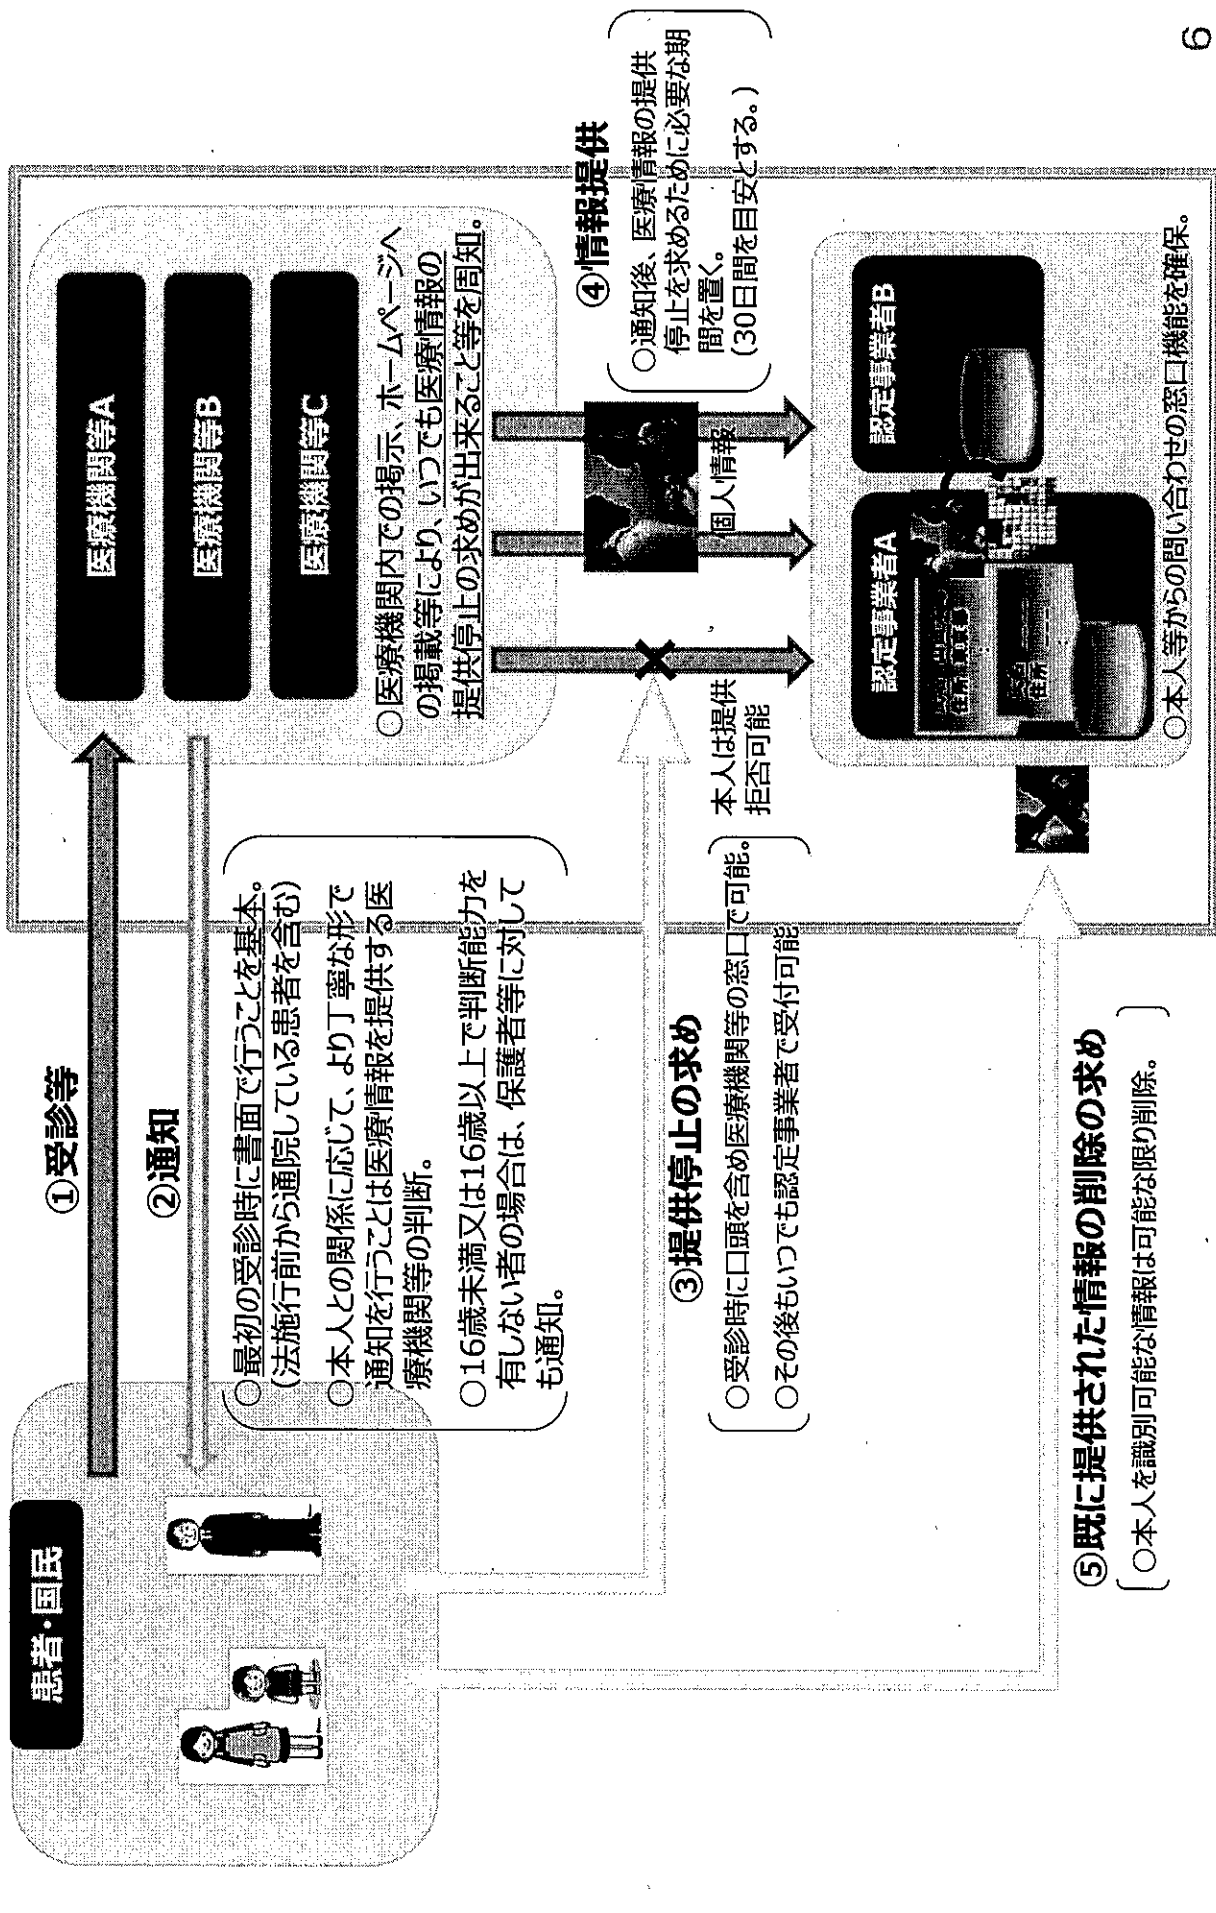 患者・国民
①受診等
②通知
○最初の受診時に書面で行うことを基本。
(法施行前から通院している患者を含む)
○本人との関係に応じて、より丁寧な形で
通知を行うことは医療情報を提供する医
療機関等の判断。
○16歳未満又は16歳以上で判断能力を
有しない者の場合は、保護者等に対して
も通知。
医療機関等A
医療機関等B
医療機関等C
○医療機関内での掲示、ホームページへ
の掲載等により、いつでも医療情報の
提供停止の求めが出来ること等を周知。
③提供停止の求め
○受診時に口頭を含め医療機関等の窓口で可能。
○その後もいつでも認定事業者で受付可能
本人は提供
拒否可能
個人情報
④情報提供
○通知後、医療情報の提供
停止を求めるために必要な期
間を置く。
(30日間を目安とする。)
認定事業者A
住所:東京都
住所
認定事業者B
○本人等からの問い合わせの窓口機能を確保。
⑤既に提供された情報の削除の求め
○本人を識別可能な情報は可能な限り削除。
6